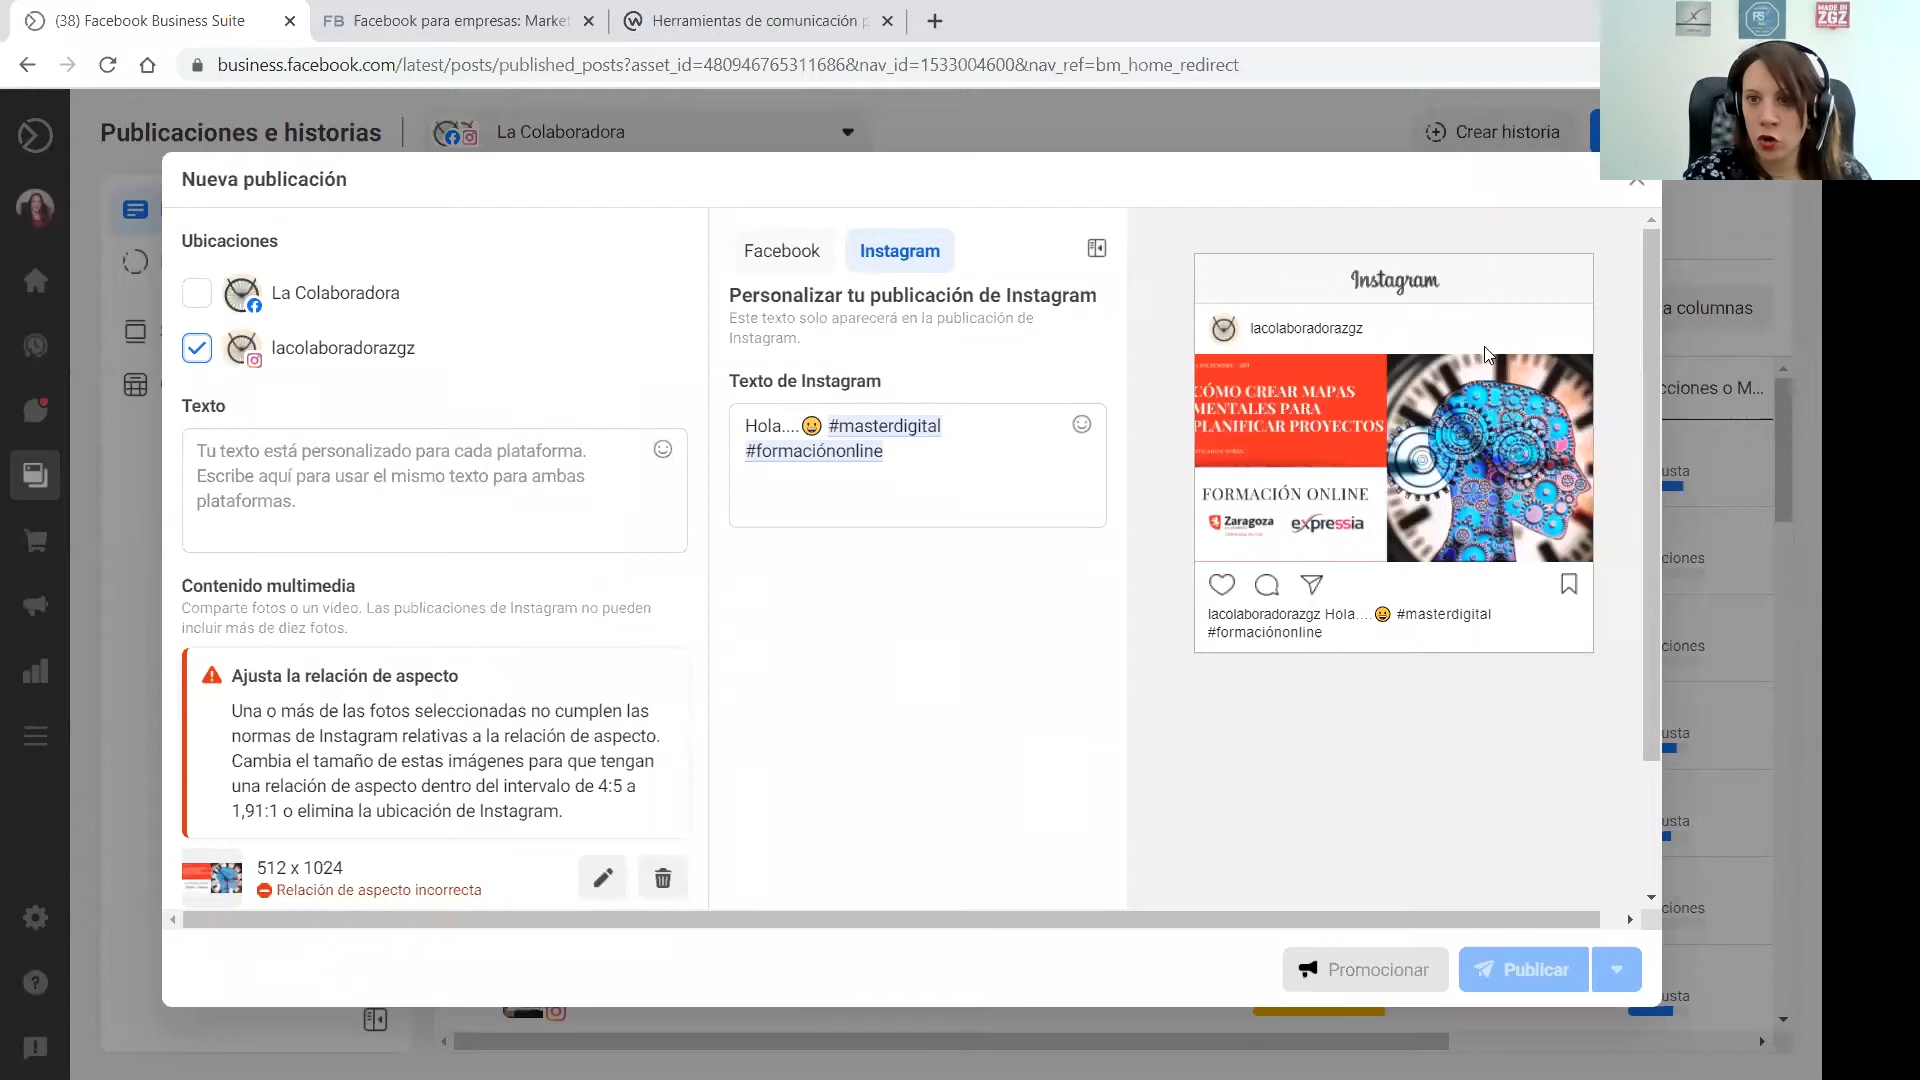 (38) Facebook Business Suite
FB Facebook para empresas: Market
Herramientas de comunicación p
business.facebook.com/latest/posts/published_posts?asset_id=480946765311686&nav_id=1533004600&nav_ref=bm_home_redirect
RS
MADE IN
ZGZ
Publicaciones e historias
La Colaboradora
Crear historia
Nueva publicación
Ubicaciones
La Colaboradora
lacolaboradorazgz
Texto
Tu texto está personalizado para cada plataforma.
Escribe aquí para usar el mismo texto para ambas
plataformas.
Contenido multimedia
Comparte fotos o un video. Las publicaciones de Instagram no pueden
incluir más de diez fotos.
Ajusta la relación de aspecto
Una o más de las fotos seleccionadas no cumplen las
normas de Instagram relativas a la relación de aspecto.
Cambia el tamaño de estas imágenes para que tengan
una relación de aspecto dentro del intervalo de 4:5 a
1,91:1 o elimina la ubicación de Instagram.
512 x 1024
Relación de aspecto incorrecta
Facebook
Instagram
Personalizar tu publicación de Instagram
Este texto solo aparecerá en la publicación de
Instagram.
Texto de Instagram
Hola....😀 #masterdigital
#formaciónonline
Instagram
lacolaboradorazgz
CÓMO CREAR MAPAS
MENTALES PARA
PLANIFICAR PROYECTOS
FORMACIÓN ONLINE
Zaragoza
expressia
lacolaboradorazgz Hola....😀 #masterdigital
#formaciónonline
a columnas
cciones o M...
usta
ciones
ciones
usta
usta
ciones
usta
Promocionar
Publicar